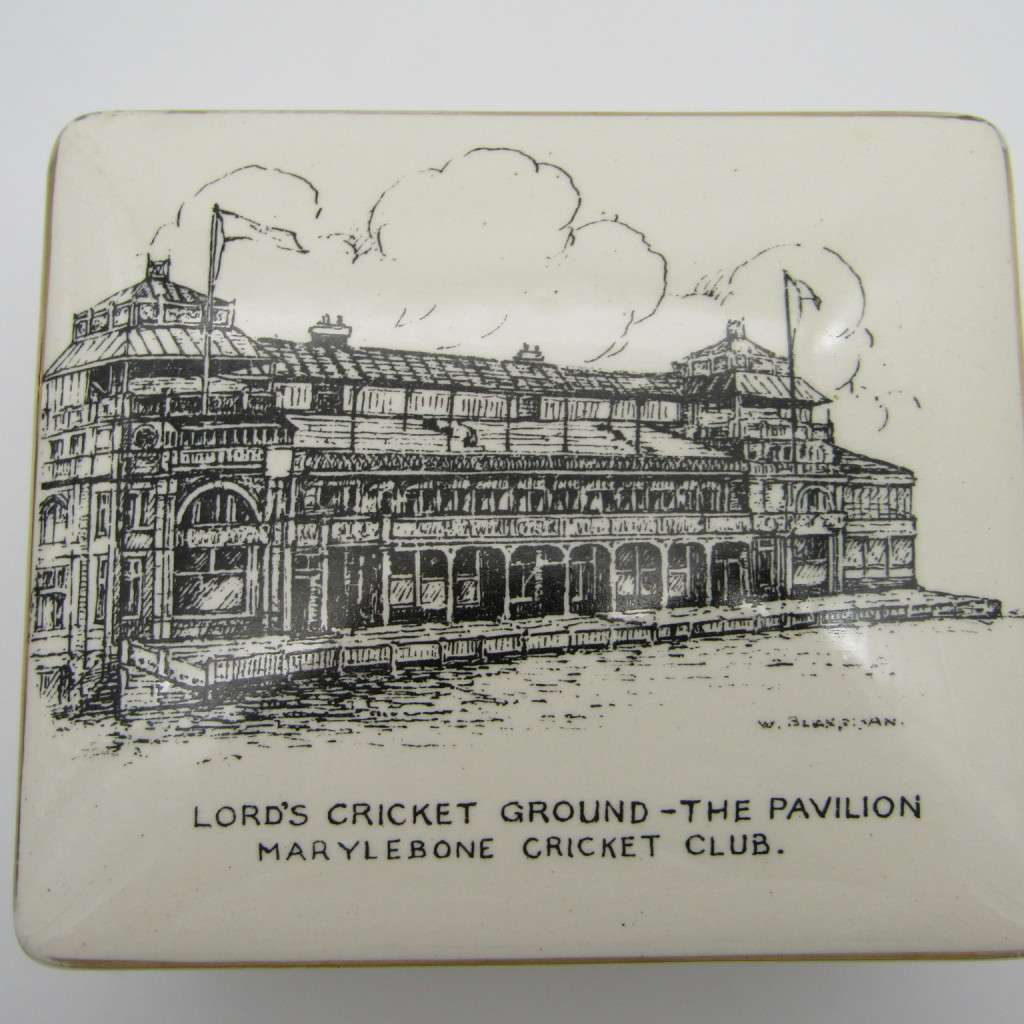 W.
LORD'S CRICKET GROUND – THE PAVILION
MARYLEBONE CRICKET CLUB.